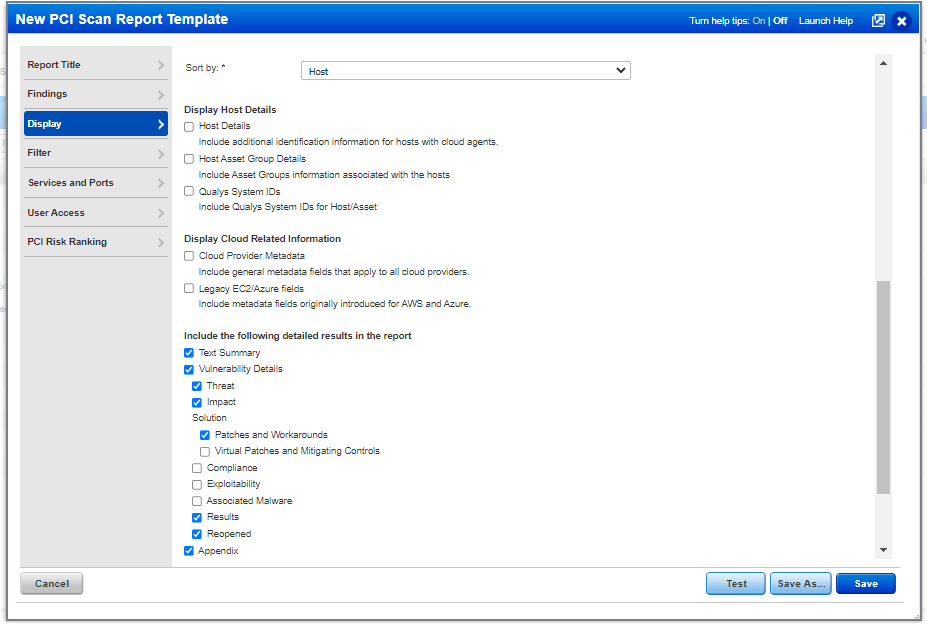 New PCI Scan Report Template
Turn help tips: On | Off Launch Help
Report Title
Findings
Display
Filter
Services and Ports
User Access
PCI Risk Ranking
Sort by: *
Host
Display Host Details
Host Details
Include additional identification information for hosts with cloud agents.
Host Asset Group Details
Include Asset Groups information associated with the hosts
Qualys System IDs
Include Qualys System IDs for Host/Asset
Display Cloud Related Information
Cloud Provider Metadata
Include general metadata fields that apply to all cloud providers.
Legacy EC2/Azure fields
Include metadata fields originally introduced for AWS and Azure.
Include the following detailed results in the report
Text Summary
Vulnerability Details
Threat
Impact
Solution
Patches and Workarounds
Virtual Patches and Mitigating Controls
Compliance
Exploitability
Associated Malware
Results
Reopened
Appendix
Cancel
Test
Save As...
Save